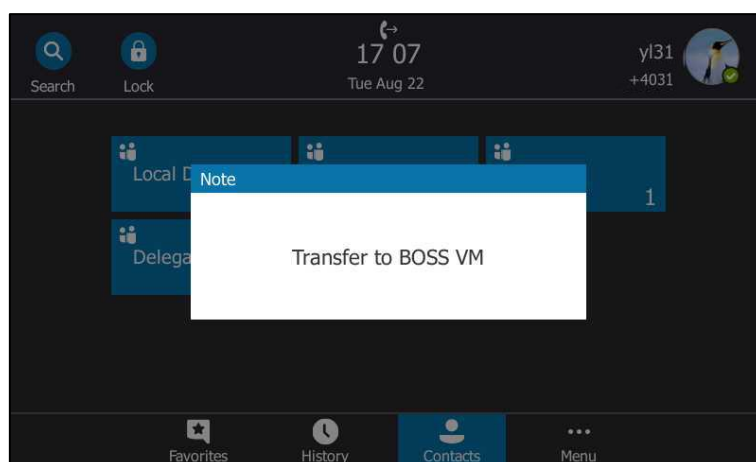 17 07
yl31
Search
Lock
Tue Aug 22
+4031
Local D
Note
1
Delega
Transfer to BOSS VM
Favorites
History
Contacts
Menu